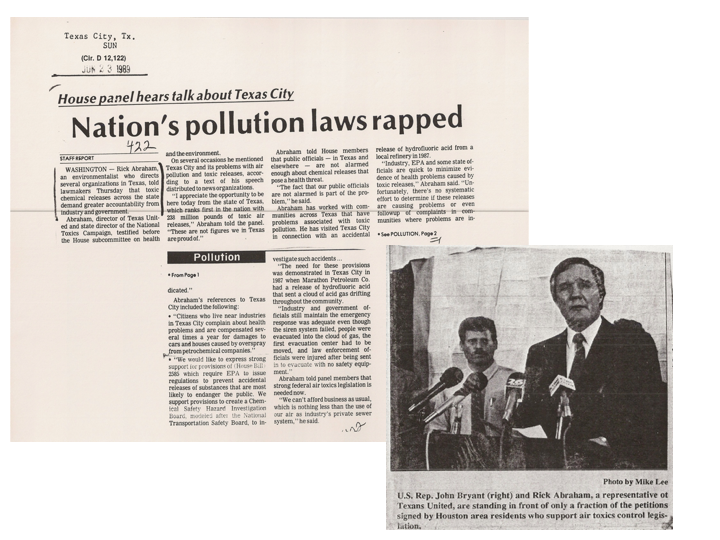 Texas City, Tx.
SUN
(Cir. D 12,122)
JUN 23 1989
House panel hears talk about Texas City
Nation's pollution laws rapped
422
STAFF REPORT
WASHINGTON — Rick Abraham,
an environmentalist who directs
several organizations in Texas, told
lawmakers Thursday that toxic
chemical releases across the state
demand greater accountability from
industry and government.
Abraham, director of Texas Unit-
ed and state director of the National
Toxics Campaign, testified before
the House subcommittee on health
and the environment.
On several occasions he mentioned
Texas City and its problems with air
pollution and toxic releases, accord-
ing to a text of his speech
distributed to news organizations.
"I appreciate the opportunity to be
here today from the state of Texas,
which ranks first in the nation with
238 million pounds of toxic air
releases," Abraham told the panel.
"These are not figures we in Texas
are proud of."
Abraham told House members
that public officials — in Texas and
elsewhere — are not alarmed
enough about chemical releases that
pose a health threat.
"The fact that our public officials
are not alarmed is part of the pro-
blem," he said.
Abraham has worked with com-
munities across Texas that have
problems associated with toxic
pollution. He has visited Texas City
in connection with an accidental
release of hydrofluoric acid from a
local refinery in 1987.
"Industry, EPA and some state of-
ficials are quick to minimize evi-
dence of health problems caused by
toxic releases," Abraham said. "Un-
fortunately, there's no systematic
effort to determine if these releases
are causing problems or even
followup of complaints in com-
munities where problems are in-
• See POLLUTION, Page 2
Pollution
• From Page 1
dicated."
Abraham's references to Texas
City included the following:
• "Citizens who live near industries
in Texas City complain about health
problems and are compensated sev-
eral times a year for damages to
cars and houses caused by overspray
from petrochemical companies."
• "We would like to express strong
support for provisions of (House Bill)
2585 which require EPA to issue
regulations to prevent accidental
releases of substances that are most
likely to endanger the public. We
support provisions to create a Chem-
ical Safety Hazard Investigation
Board, modeled after the National
Transportation Safety Board, to in-
vestigate such accidents ...
"The need for these provisions
was demonstrated in Texas City in
1987 when Marathon Petroleum Co.
had a release of hydrofluoric acid
that sent a cloud of acid gas drifting
throughout the community.
"Industry and government of-
ficials still maintain the emergency
response was adequate even though
the siren system failed, people were
evacuated into the cloud of gas, the
first evacuation center had to be
moved, and law enforcement of-
ficials were injured after being sent
in to evacuate with no safety equip-
ment."
Abraham told panel members that
strong federal air toxics legislation is
needed now.
"We can't afford business as usual,
which is nothing less than the use of
our air as industry's private sewer
system," he said.
26
Photo by Mike Lee
U.S. Rep. John Bryant (right) and Rick Abraham, a representative of
Texans United, are standing in front of only a fraction of the petitions
signed by Houston area residents who support air toxics control legis-
lation.